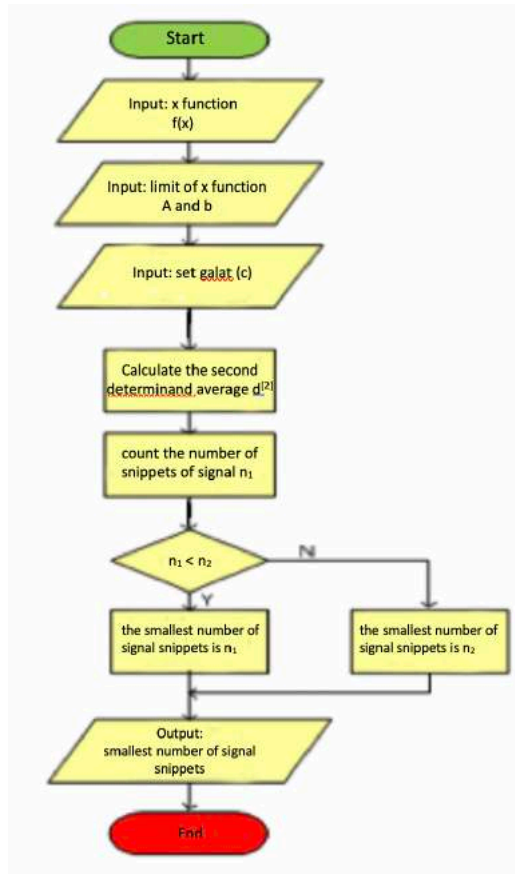 Start
Input: x function
f(x)
Input: limit of x function
A and b
Input: set galat (c)
Calculate the second
determinand average d[2]
count the number of
snippets of signal n₁
n₁ < n₂
N
Y
the smallest number of
signal snippets is n₁
the smallest number of
signal snippets is n₂
Output:
smallest number of signal
snippets
End